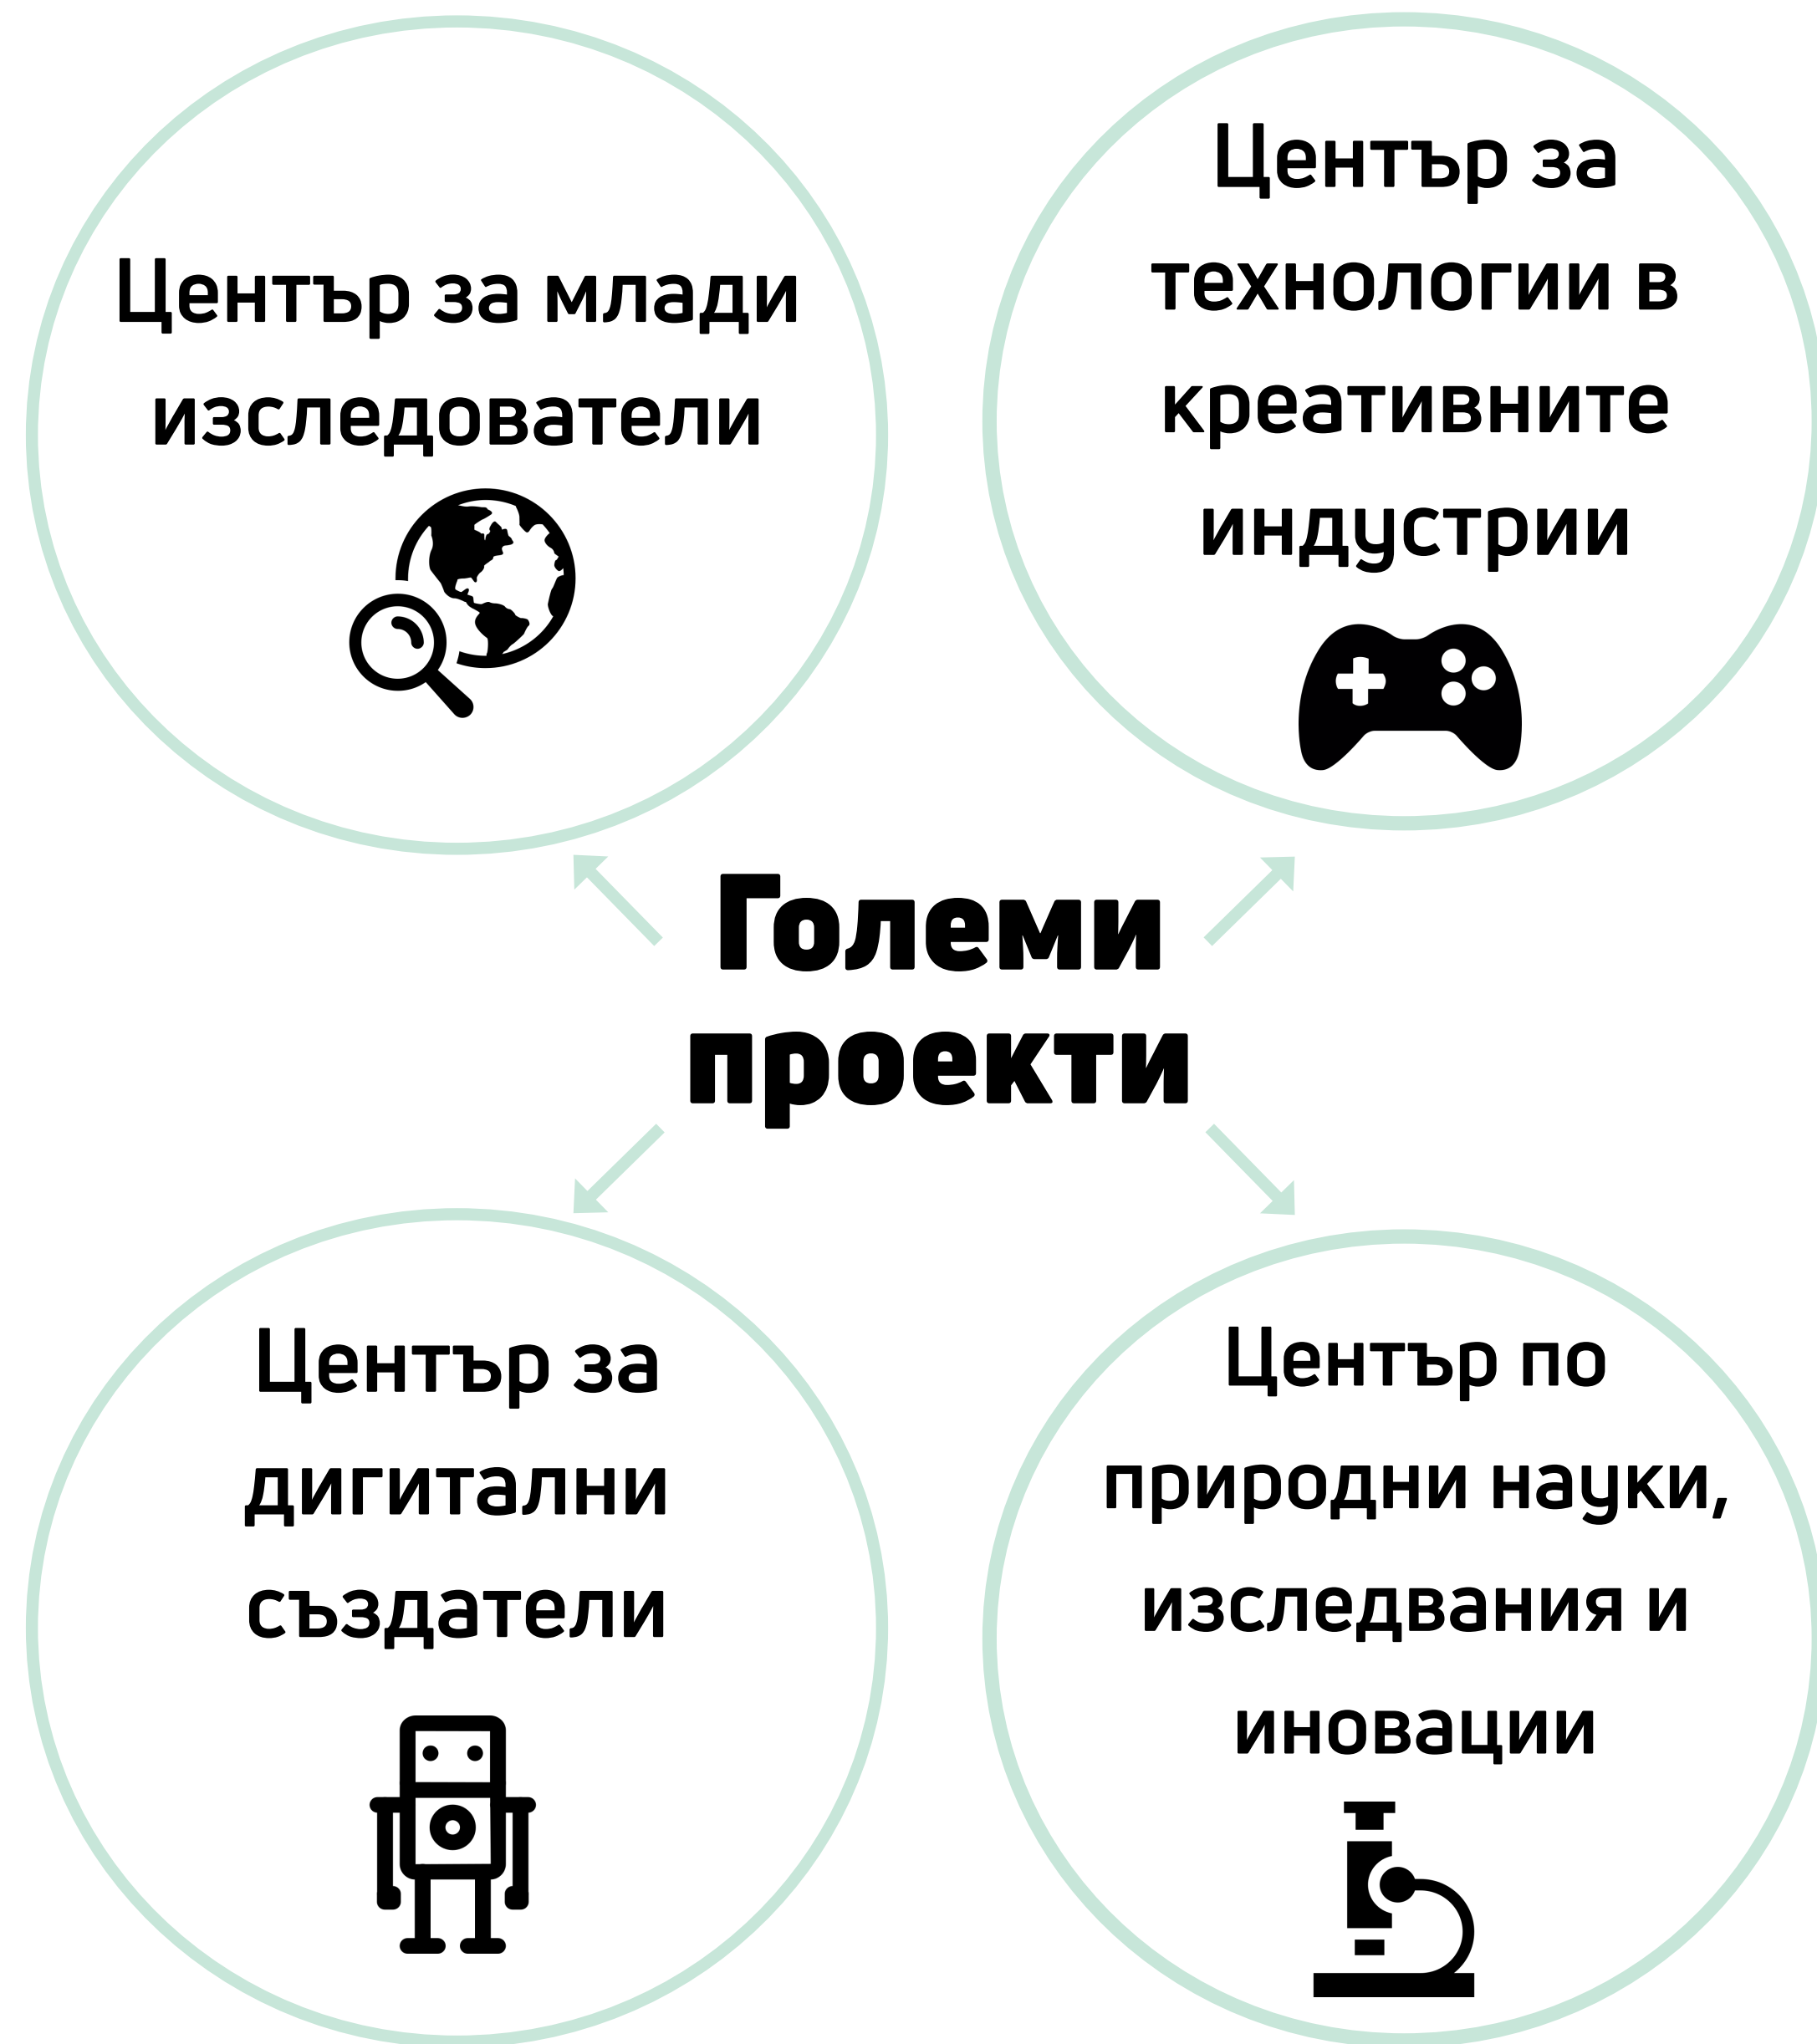 Център за млади
изследователи
Център за
технологии в
креативните
индустрии
Големи
проекти
Център за
дигитални
създатели
Център по
природни науки,
изследвания и
иновации